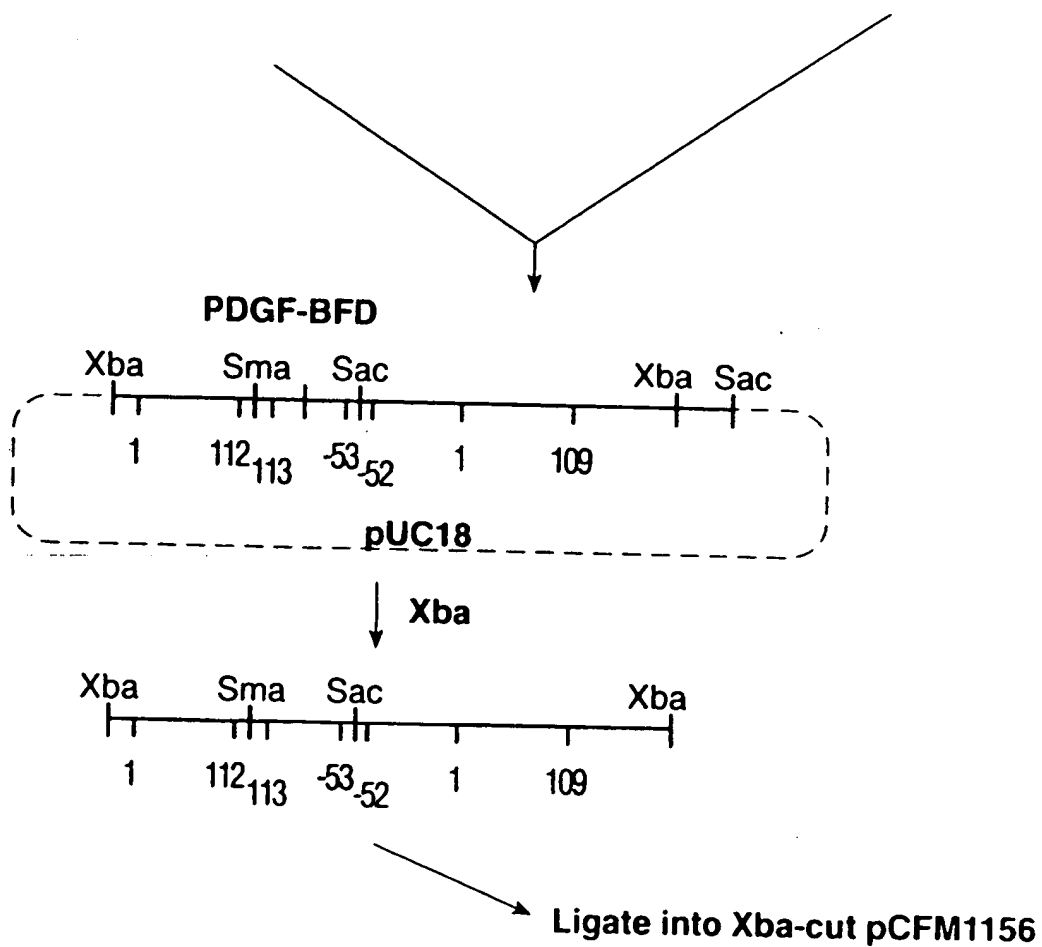 PDGF-BFD
Xba Sma Sac Xba Sac
1 112 113 -53 -52 1 109
pUC18
Xba
Xba Sma Sac Xba
1 112 113 -53 -52 1 109
Ligate into Xba-cut pCFM1156